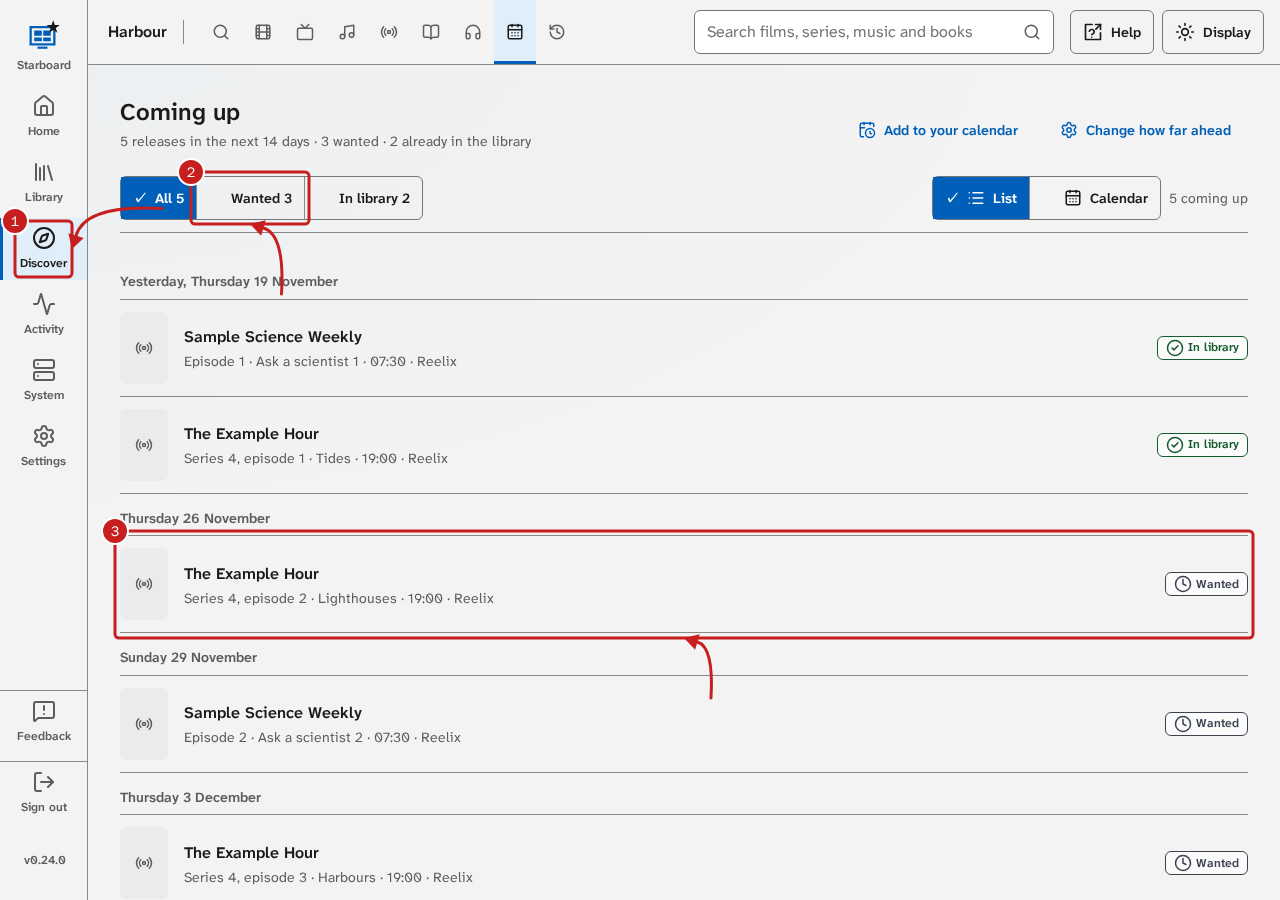 Starboard
Home
Library
Discover
Activity
System
Settings
Feedback
Sign out
v0.24.0
Harbour
Search films, series, music and books
Help
Display
Coming up
5 releases in the next 14 days · 3 wanted · 2 already in the library
Add to your calendar
Change how far ahead
1
2
3
✓ All 5
Wanted 3
In library 2
✓ List
Calendar
5 coming up
Yesterday, Thursday 19 November
Sample Science Weekly
Episode 1 · Ask a scientist 1 · 07:30 · Reelix
In library
The Example Hour
Series 4, episode 1 · Tides · 19:00 · Reelix
In library
Thursday 26 November
The Example Hour
Series 4, episode 2 · Lighthouses · 19:00 · Reelix
Wanted
Sunday 29 November
Sample Science Weekly
Episode 2 · Ask a scientist 2 · 07:30 · Reelix
Wanted
Thursday 3 December
The Example Hour
Series 4, episode 3 · Harbours · 19:00 · Reelix
Wanted